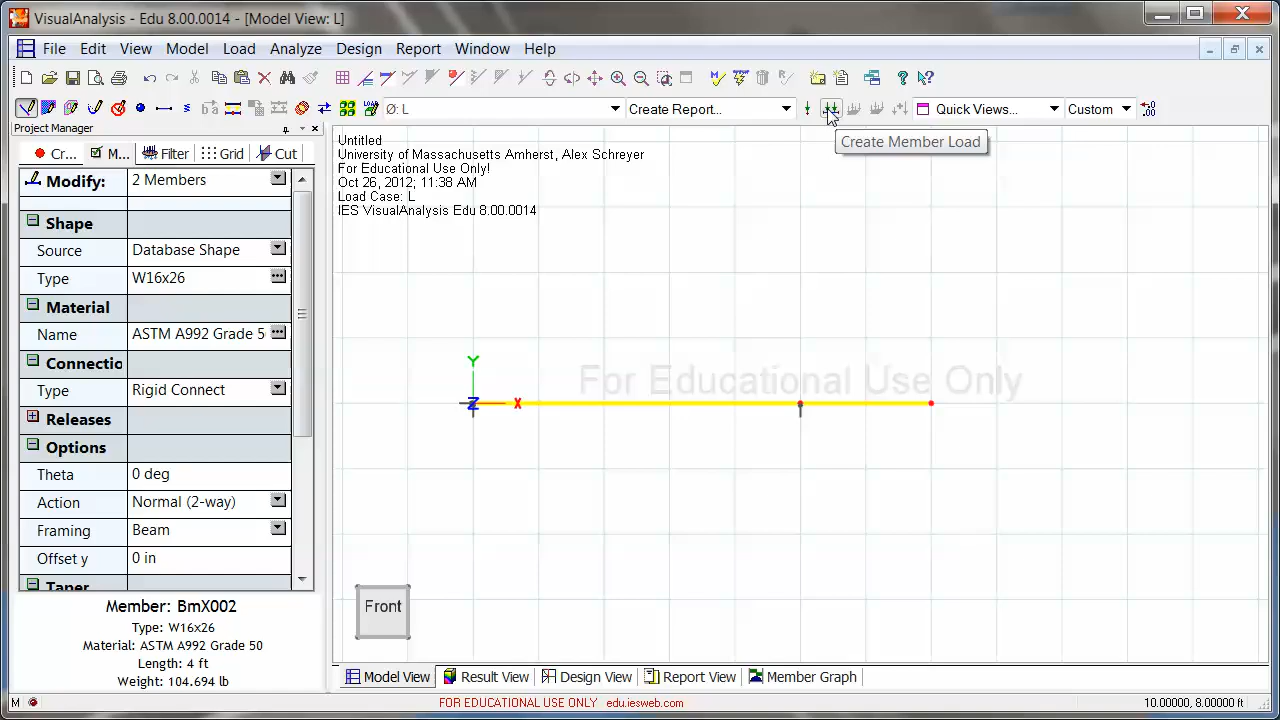 VisualAnalysis - Edu 8.00.0014 - [Model View: L]
File Edit View Model Load Analyze Design Report Window Help
Ø: L Create Report... Quick Views... Custom
Project Manager
Create Member Load
Cr... M... Filter Grid Cut
Modify: 2 Members
Shape
Source Database Shape
Type W16x26
Material
Name ASTM A992 Grade 5
Connectio
Type Rigid Connect
Releases
Options
Theta 0 deg
Action Normal (2-way)
Framing Beam
Offset y 0 in
Taper
Member: BmX002
Type: W16x26
Material: ASTM A992 Grade 50
Length: 4 ft
Weight: 104.694 lb
Untitled
University of Massachusetts Amherst, Alex Schreyer
For Educational Use Only!
Oct 26, 2012; 11:38 AM
Load Case: L
IES VisualAnalysis Edu 8.00.0014
For Educational Use Only
Y
Z X
Front
Model View Result View Design View Report View Member Graph
M FOR EDUCATIONAL USE ONLY edu.iesweb.com 10.00000, 8.00000 ft